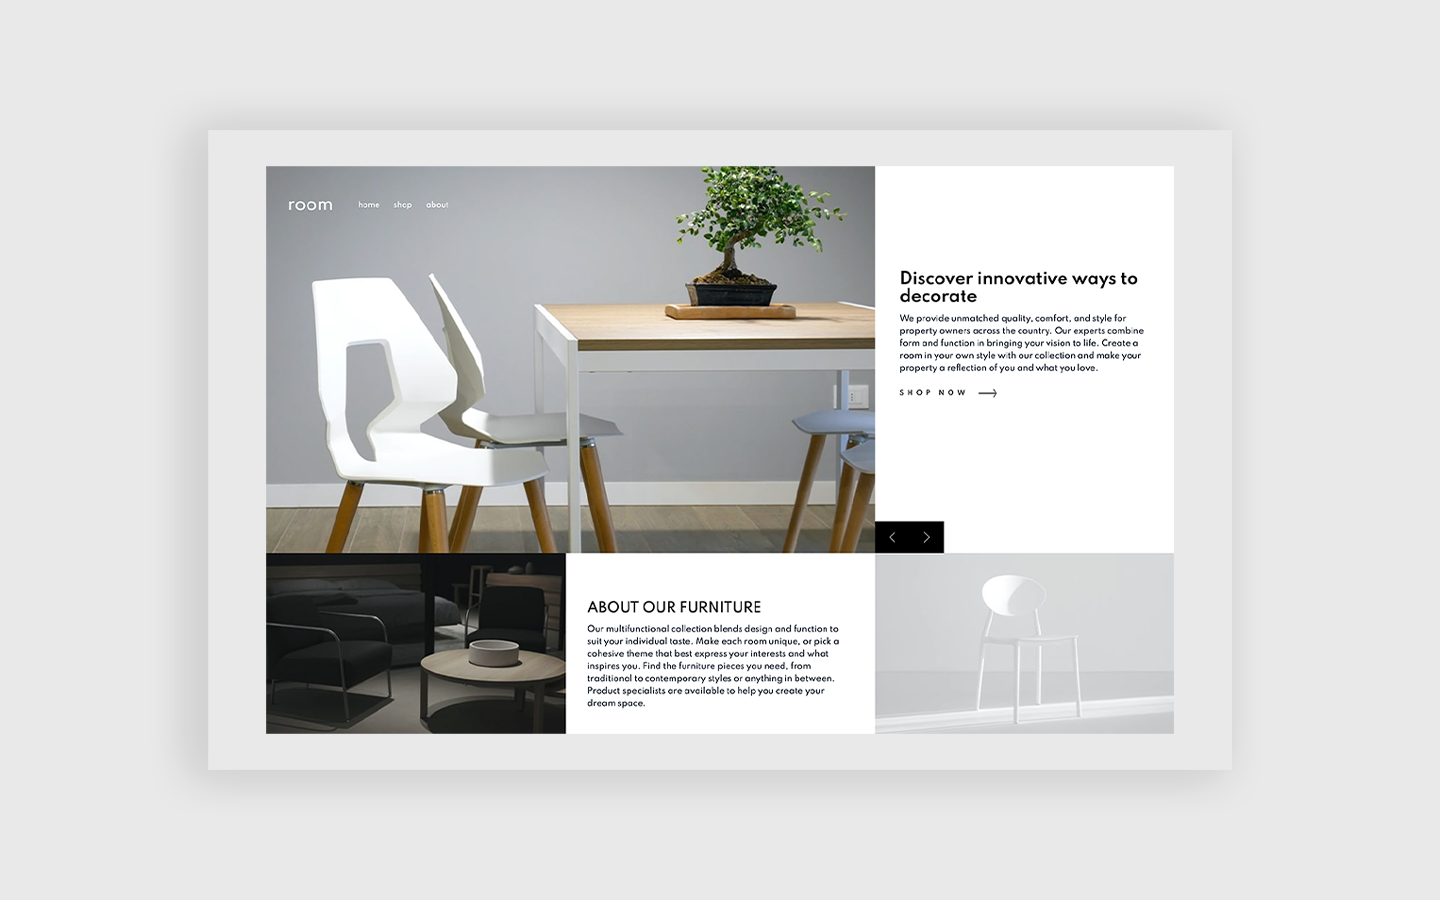 room
home shop about
Discover innovative ways to
decorate
We provide unmatched quality, comfort, and style for
property owners across the country. Our experts combine
form and function in bringing your vision to life. Create a
room in your own style with our collection and make your
property a reflection of you and what you love.
SHOP NOW
ABOUT OUR FURNITURE
Our multifunctional collection blends design and function to
suit your individual taste. Make each room unique, or pick a
cohesive theme that best express your interests and what
inspires you. Find the furniture pieces you need, from
traditional to contemporary styles or anything in between.
Product specialists are available to help you create your
dream space.